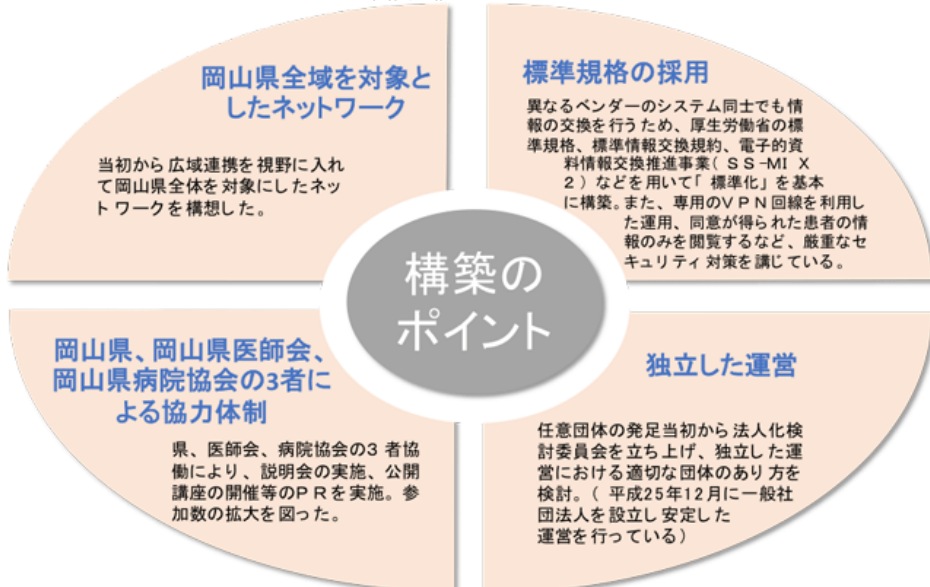 岡山県全域を対象と
したネットワーク
当初から広域連携を視野に入れ
て岡山県全体を対象にしたネッ
トワークを構想した。
標準規格の採用
異なるベンダーのシステム同士でも情
報の交換を行うため、厚生労働省の標
準規格、標準情報交換規約、電子的資
料情報交換推進事業(SS-MIX
2)などを用いて「標準化」を基本
に構築。また、専用のVPN回線を利用し
た運用、同意が得られた患者の情
報のみを閲覧するなど、厳重なセ
キュリティ対策を講じている。
構築の
ポイント
岡山県、岡山県医師会、
岡山県病院協会の3者に
よる協力体制
県、医師会、病院協会の3者協
働により、説明会の実施、公開
講座の開催等のPRを実施。参
加数の拡大を図った。
独立した運営
任意団体の発足当初から法人化検
討委員会を立ち上げ、独立した運
営における適切な団体のあり方を
検討。(平成25年12月に一般社
団法人を設立し安定した
運営を行っている)